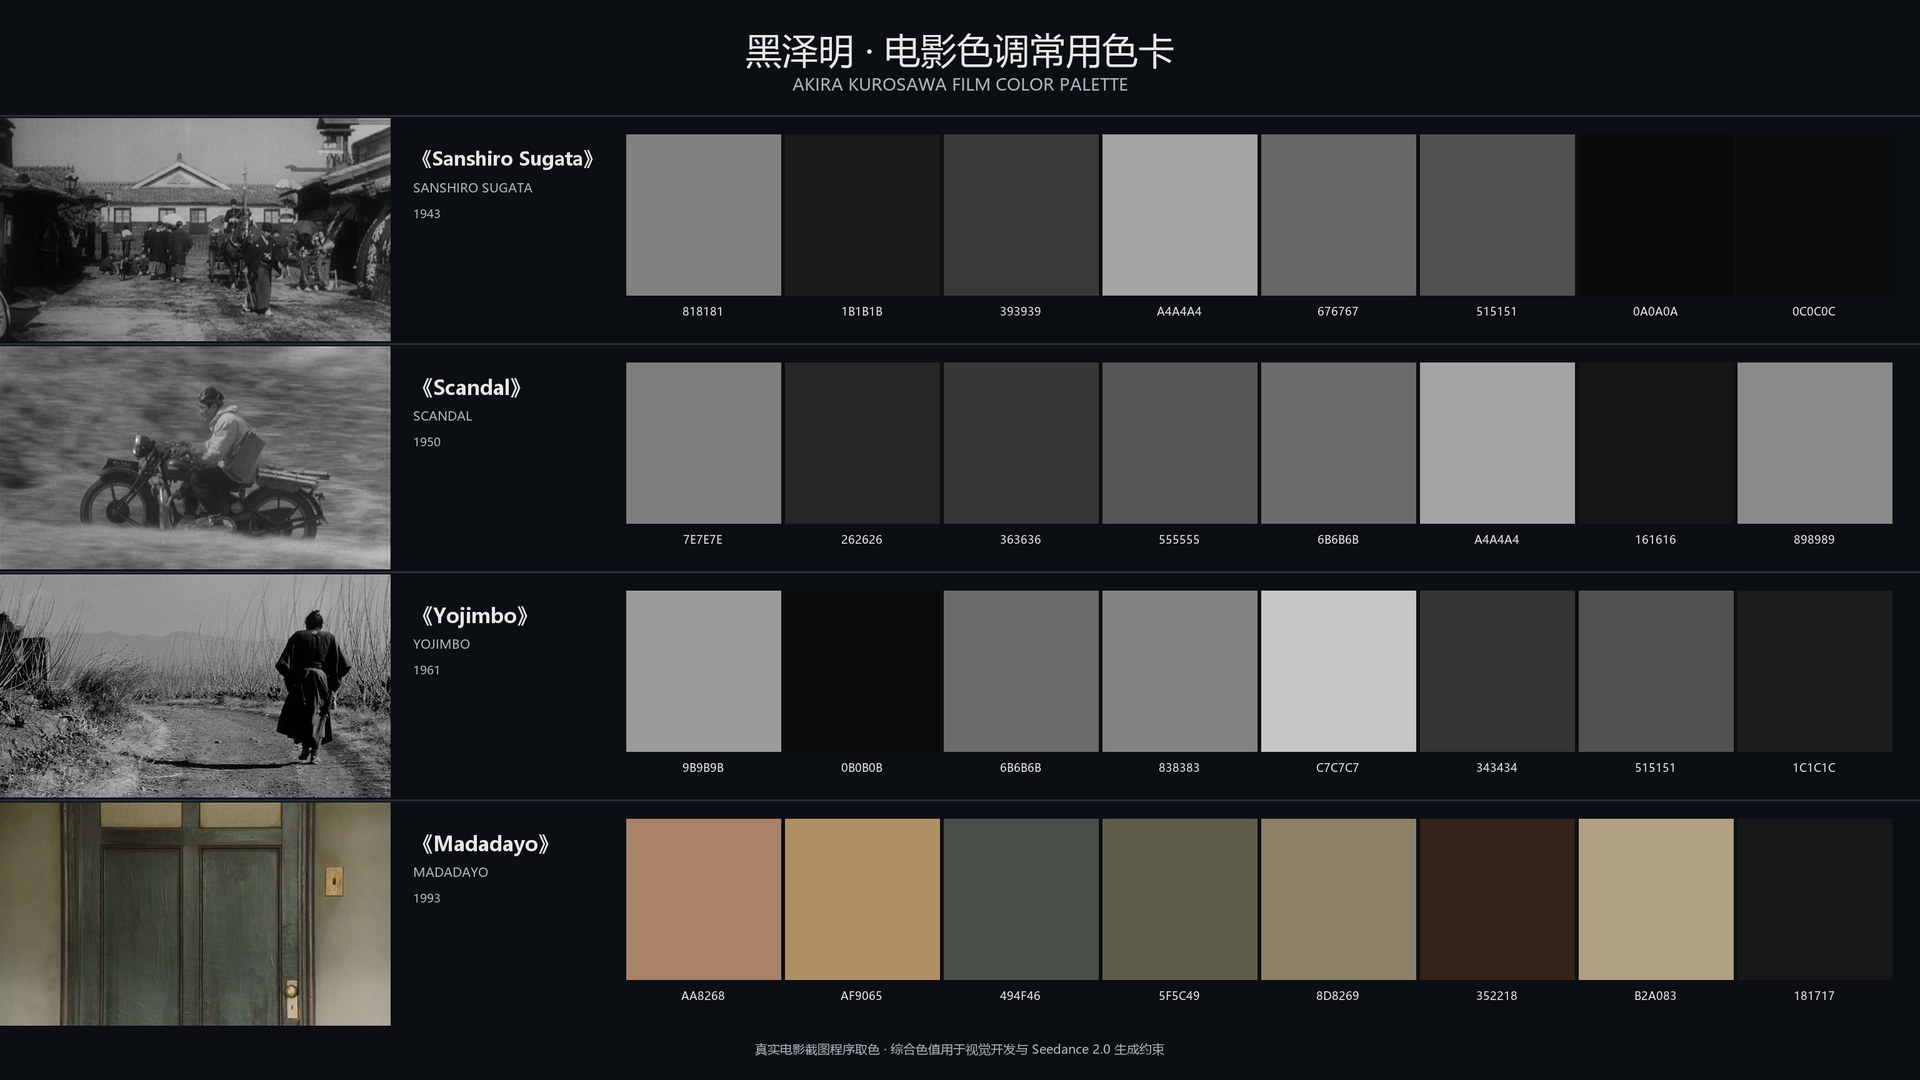 黑泽明 · 电影色调常用色卡
AKIRA KUROSAWA FILM COLOR PALETTE
《Sanshiro Sugata》
SANSHIRO SUGATA
1943
818181 1B1B1B 393939 A4A4A4 676767 515151 0A0A0A 0C0C0C
《Scandal》
SCANDAL
1950
7E7E7E 262626 363636 555555 6B6B6B A4A4A4 161616 898989
《Yojimbo》
YOJIMBO
1961
9B9B9B 0B0B0B 6B6B6B 838383 C7C7C7 343434 515151 1C1C1C
《Madadayo》
MADADAYO
1993
AA8268 AF9065 494F46 5F5C49 8D8269 352218 B2A083 181717
真实电影截图程序取色 · 综合色值用于视觉开发与 Seedance 2.0 生成约束